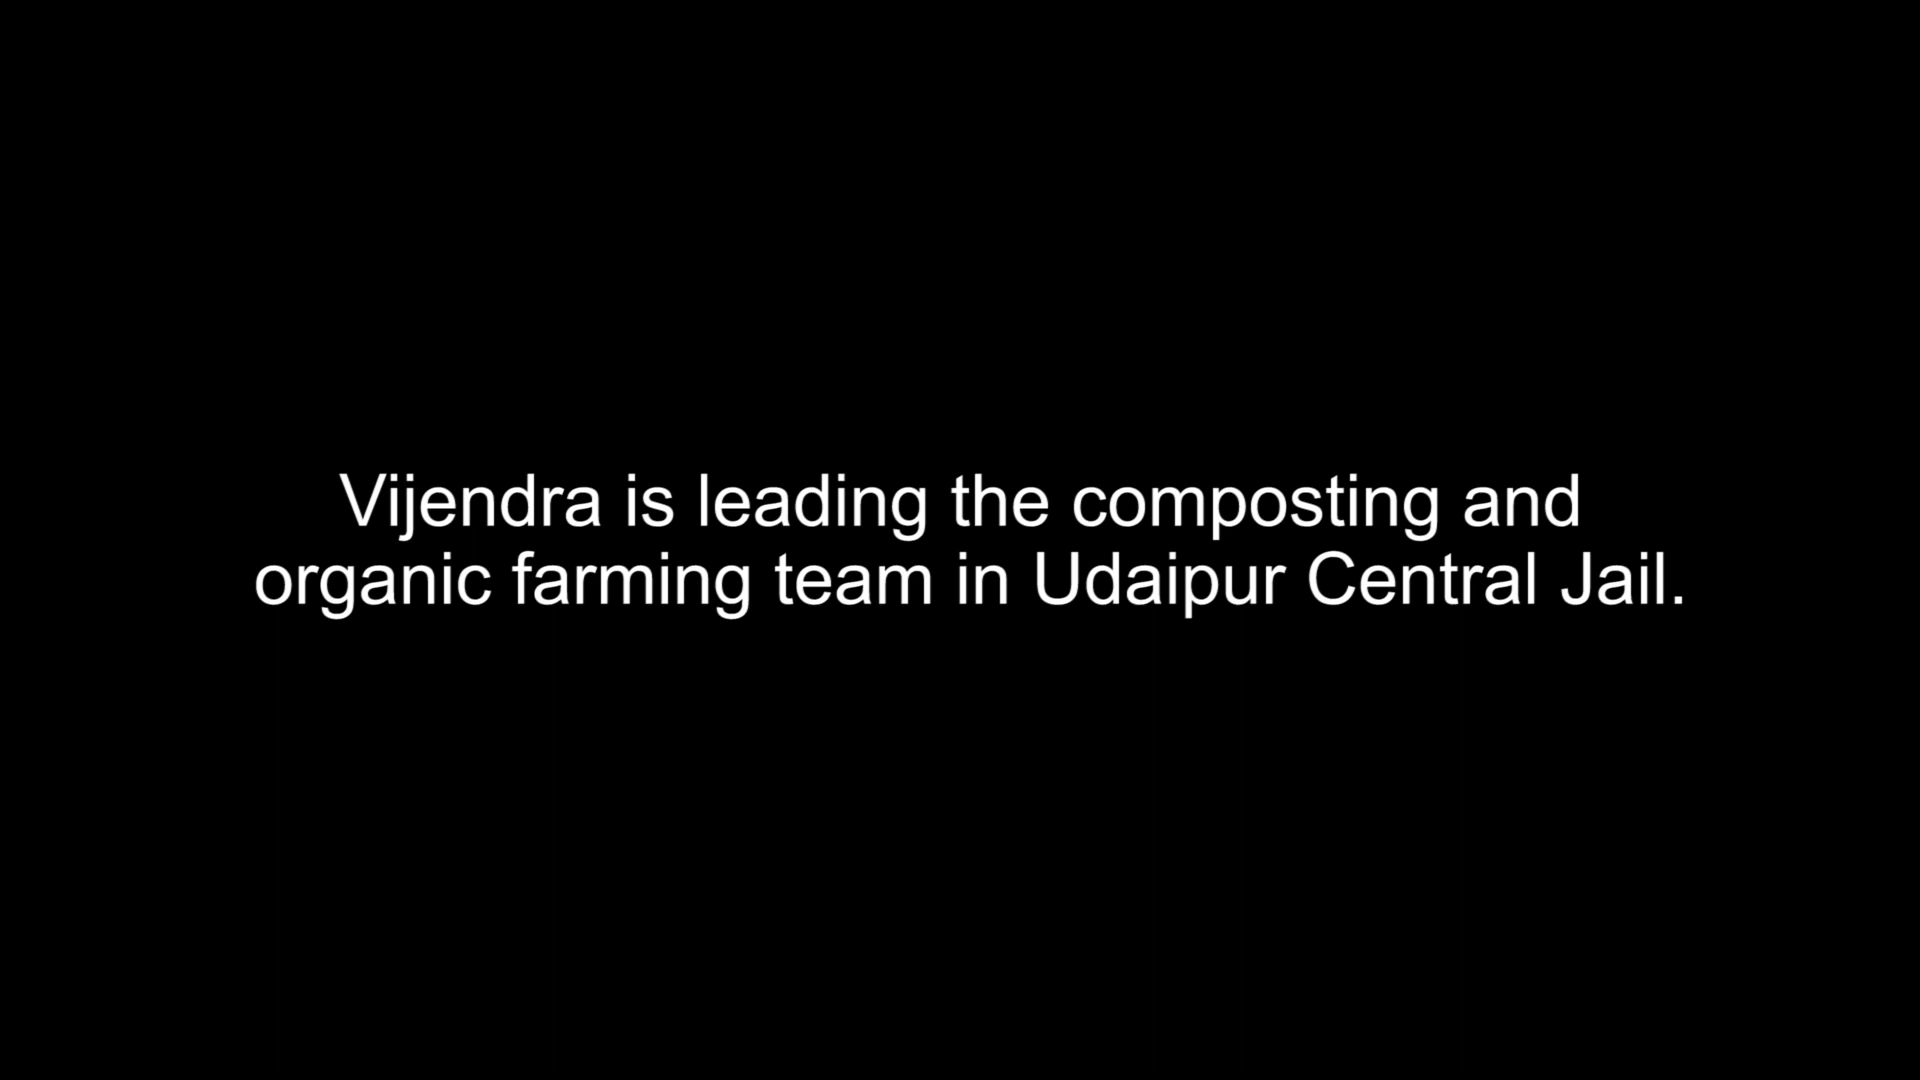 Vijendra is leading the composting and
organic farming team in Udaipur Central Jail.